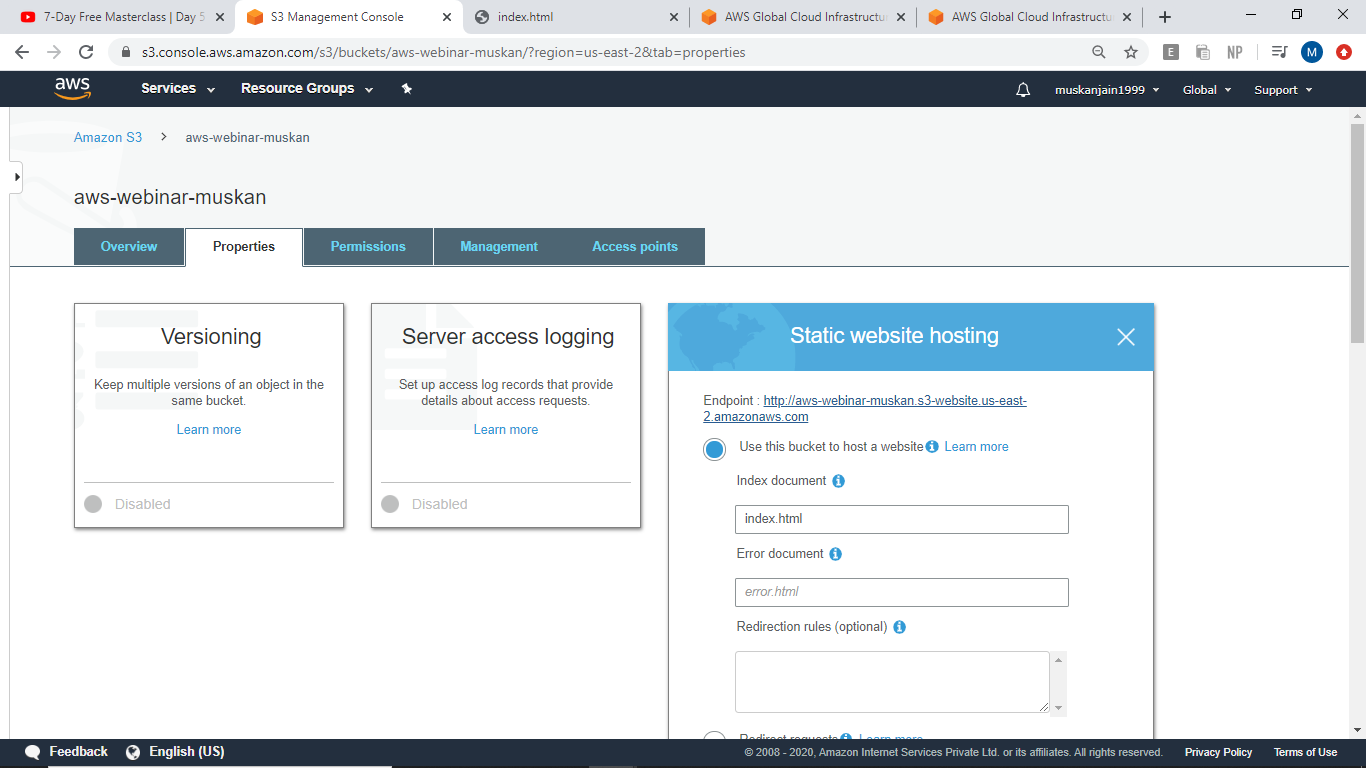 7-Day Free Masterclass | Day 5
S3 Management Console
index.html
AWS Global Cloud Infrastructu
AWS Global Cloud Infrastructu
s3.console.aws.amazon.com/s3/buckets/aws-webinar-muskan/?region=us-east-2&tab=properties
E
NP
M
aws
Services
Resource Groups
muskanjain1999
Global
Support
Amazon S3
aws-webinar-muskan
aws-webinar-muskan
Overview
Properties
Permissions
Management
Access points
Versioning
Keep multiple versions of an object in the
same bucket.
Learn more
Disabled
Server access logging
Set up access log records that provide
details about access requests.
Learn more
Disabled
Static website hosting
Endpoint : http://aws-webinar-muskan.s3-website.us-east-
2.amazonaws.com
Use this bucket to host a website Learn more
Index document
index.html
Error document
error.html
Redirection rules (optional)
Redirect requests Learn more
Feedback
English (US)
© 2008 - 2020, Amazon Internet Services Private Ltd. or its affiliates. All rights reserved.
Privacy Policy
Terms of Use